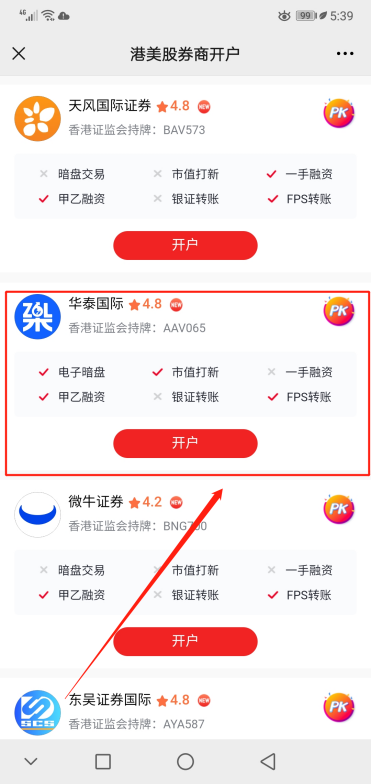 4G 99 5:39
港美股券商开户
天风国际证券 4.8 NEW PK
香港证监会持牌：BAV573
暗盘交易 市值打新 一手融资
甲乙融资 银证转账 FPS转账
开户
华泰国际 4.8 NEW PK
香港证监会持牌：AAV065
电子暗盘 市值打新 一手融资
甲乙融资 银证转账 FPS转账
开户
微牛证券 4.2 NEW PK
香港证监会持牌：BNG700
暗盘交易 市值打新 一手融资
甲乙融资 银证转账 FPS转账
开户
东吴证券国际 4.8 NEW PK
SCS
香港证监会持牌：AYA587